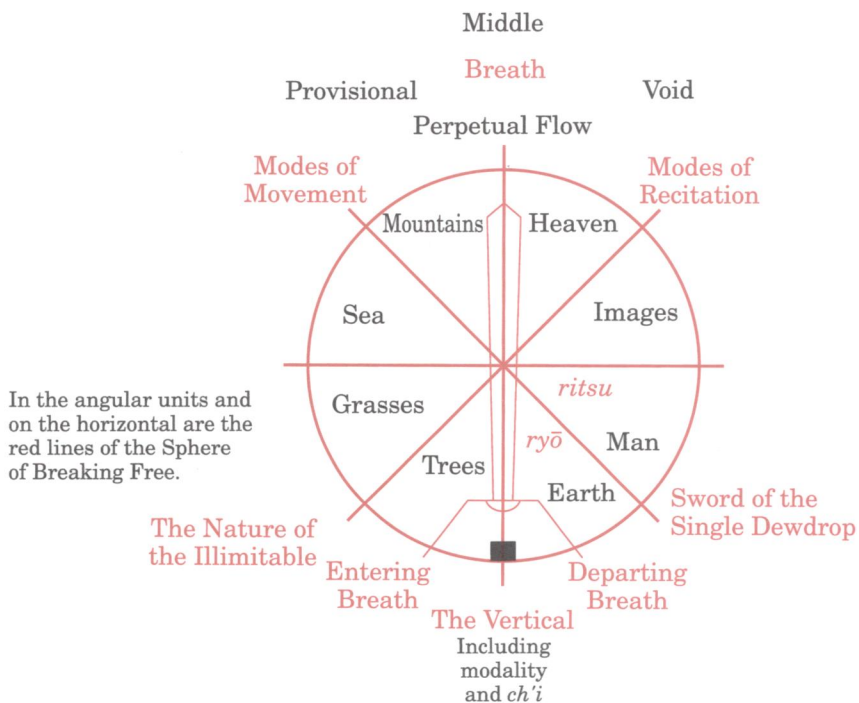 Middle
Breath
Provisional
Void
Perpetual Flow
Modes of
Movement
Modes of
Recitation
Mountains
Heaven
Sea
Images
In the angular units and
on the horizontal are the
red lines of the Sphere
of Breaking Free.
Grasses
ritsu
ryō
Man
Trees
Earth
The Nature of
the Illimitable
Sword of the
Single Dewdrop
Entering
Breath
Departing
Breath
The Vertical
Including
modality
and ch'i